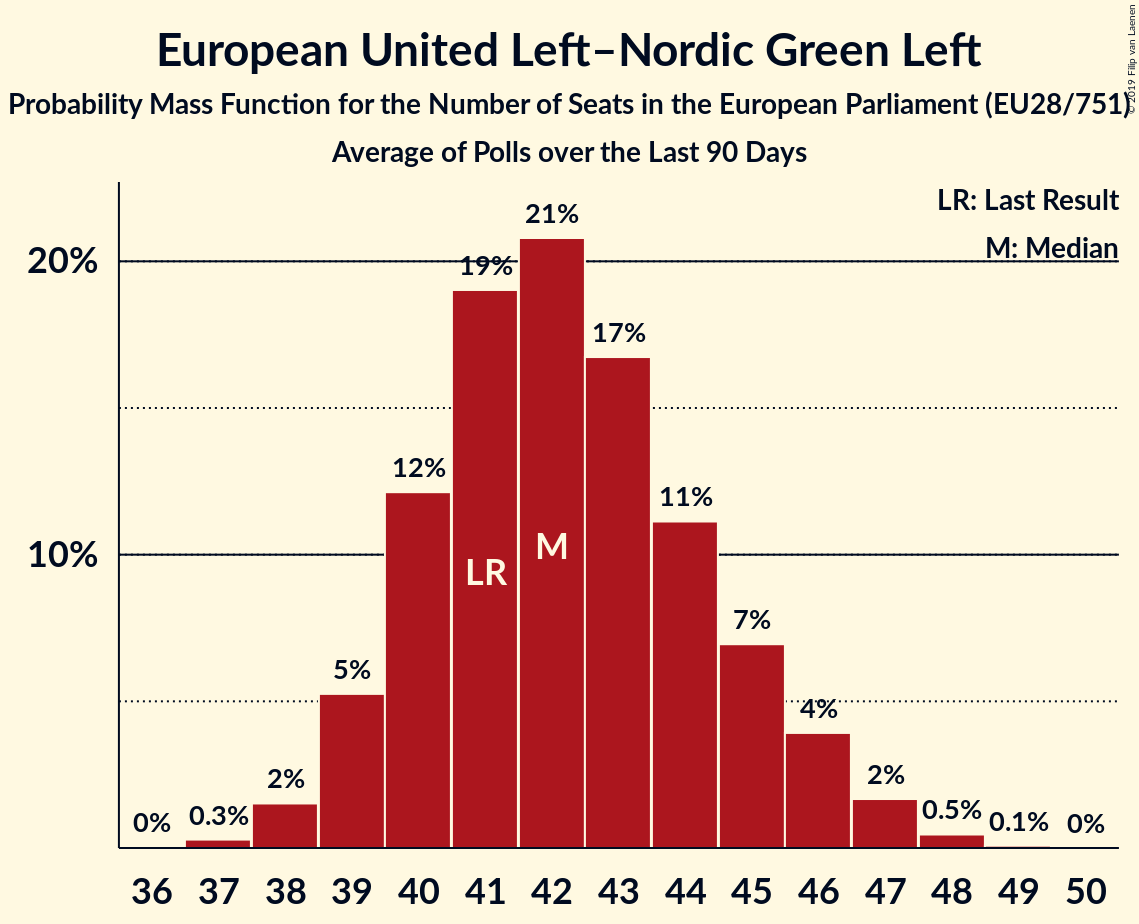 European United Left–Nordic Green Left
Probability Mass Function for the Number of Seats in the European Parliament (EU28/751)
Average of Polls over the Last 90 Days
© 2019 Filip van Laenen
LR: Last Result
M: Median
20%
10%
0%
0.3%
2%
5%
12%
19%
21%
17%
11%
7%
4%
2%
0.5%
0.1%
0%
LR
M
36 37 38 39 40 41 42 43 44 45 46 47 48 49 50